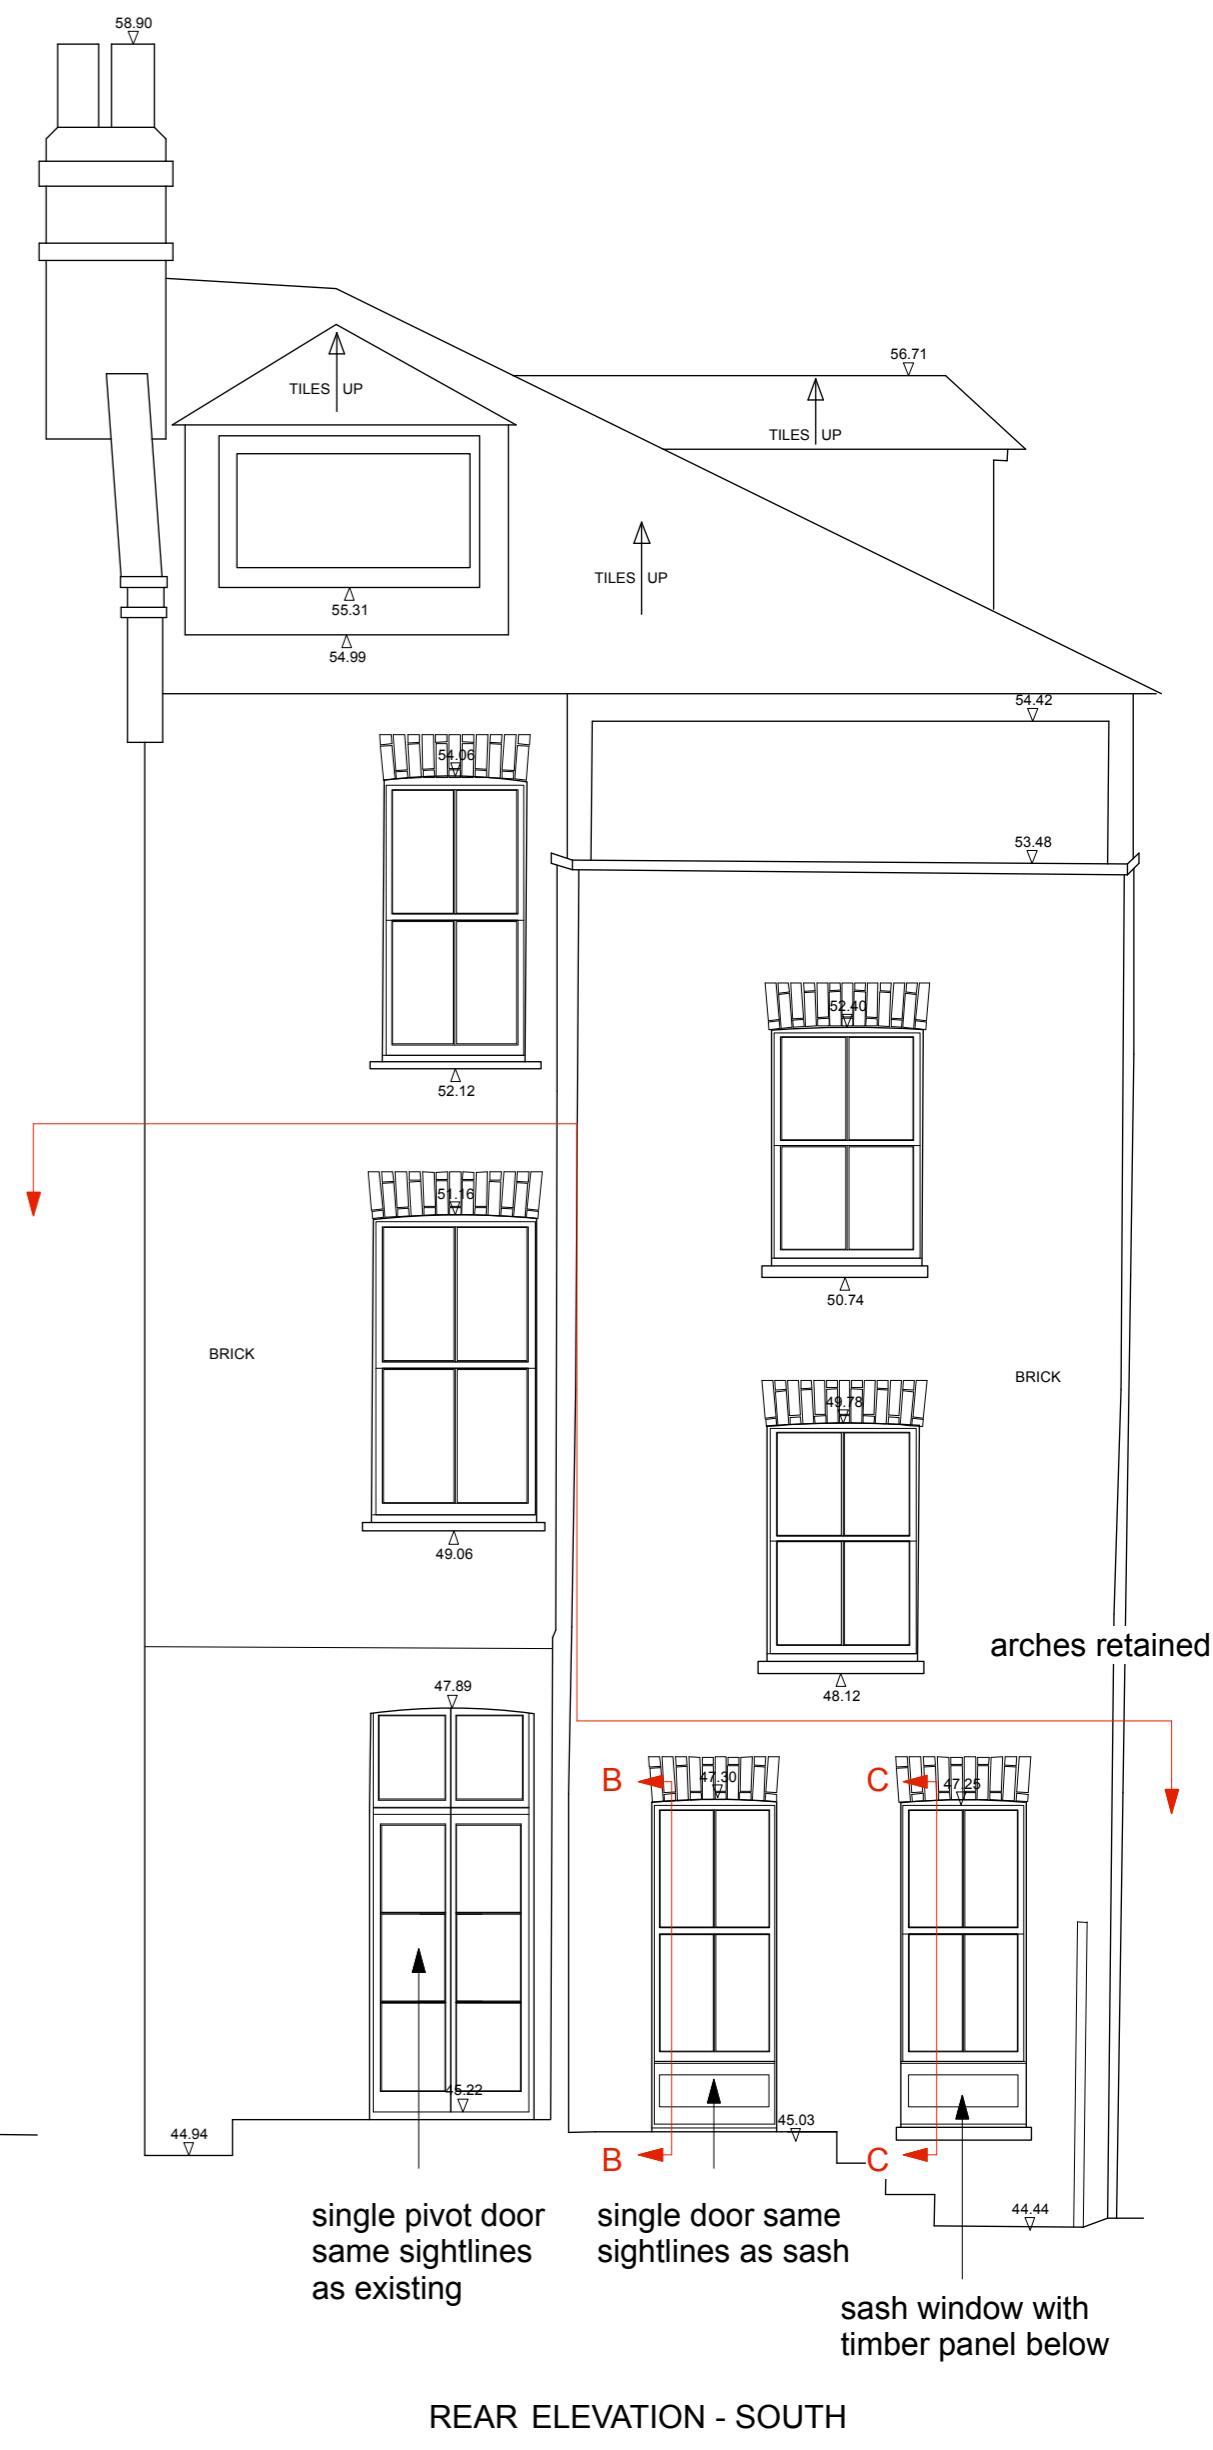 58.90
56.71
TILES UP
TILES UP
TILES UP
55.31
54.99
54.42
54.06
53.48
52.40
52.12
51.16
50.74
BRICK
BRICK
49.78
49.06
arches retained
47.89
48.12
B
47.30
C
47.25
45.22
44.94
45.03
B
C
44.44
single pivot door
same sightlines
as existing
single door same
sightlines as sash
sash window with
timber panel below
REAR ELEVATION - SOUTH